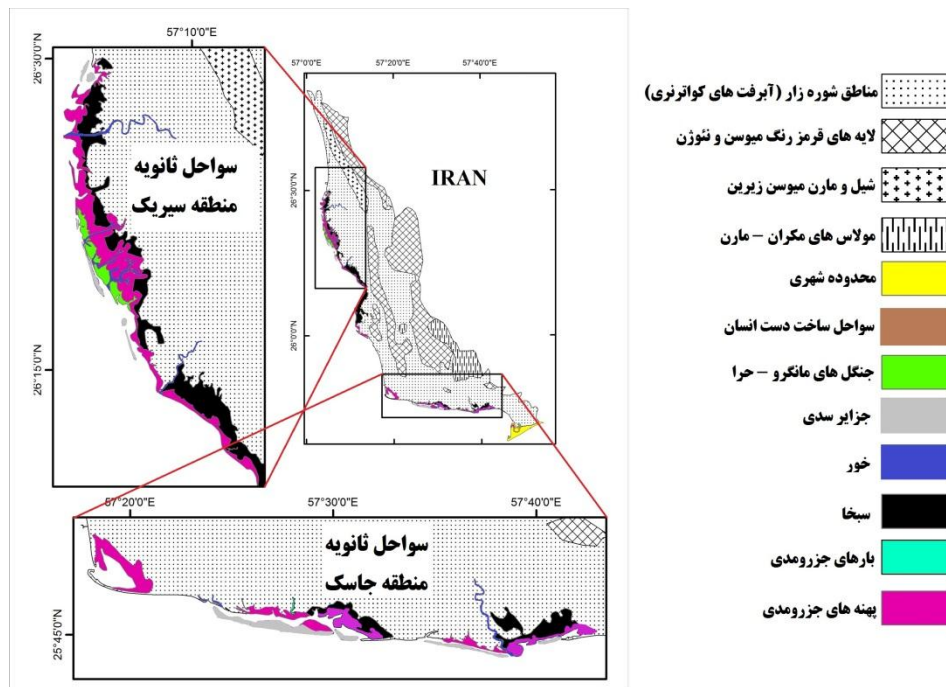 57°10'0"E
26°30'0"N
26°15'0"N
سواحل ثانویه
منطقه سیریک
57°0'0"E
57°20'0"E
57°40'0"E
26°30'0"N
26°0'0"N
IRAN
57°20'0"E
57°30'0"E
57°40'0"E
25°45'0"N
سواحل ثانویه
منطقه جاسک
مناطق شوره زار (آبرفت های کواترنری)
لایه های قرمز رنگ میوسن و نئوژن
شیل و مارن میوسن زیرین
مولاس های مکران – مارن
محدوده شهری
سواحل ساخت دست انسان
جنگل های مانگرو – حرا
جزایر سدی
خور
سبخا
بارهای جزرومدی
پهنه های جزرومدی